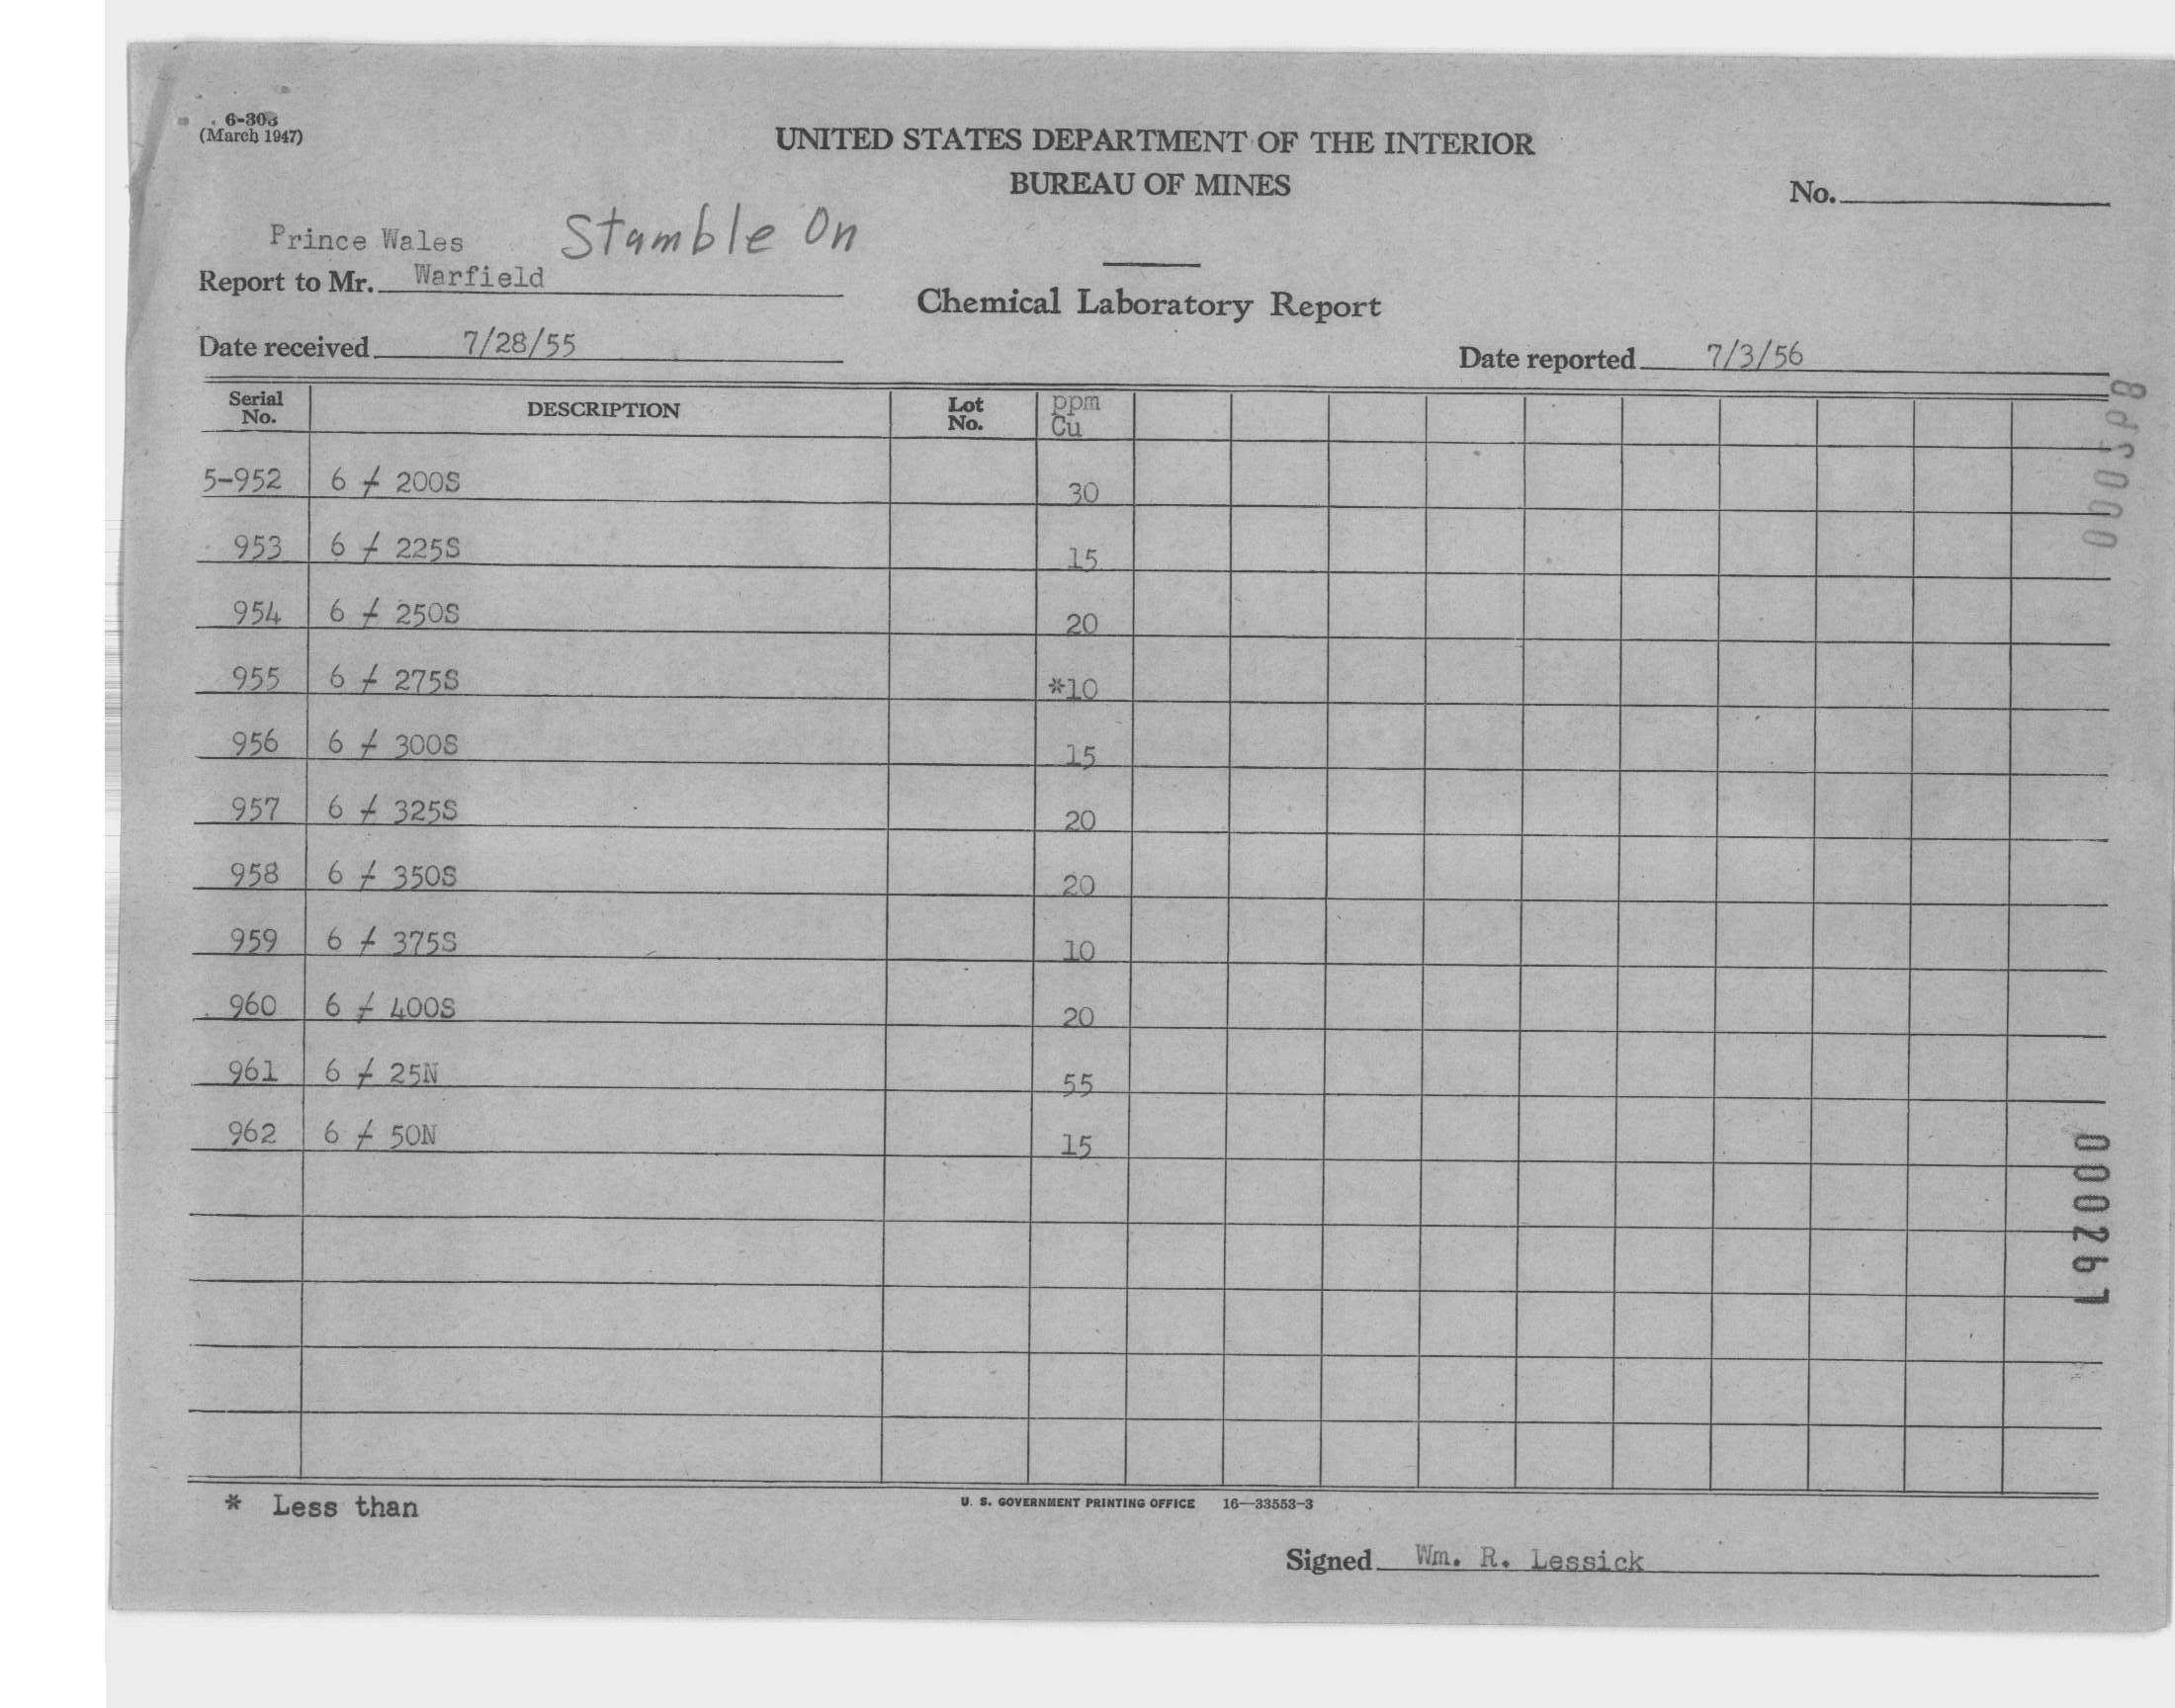 6-303
(March 1947)
UNITED STATES DEPARTMENT OF THE INTERIOR
BUREAU OF MINES
No.
Prince Wales Stumble On
Report to Mr. Warfield
Chemical Laboratory Report
Date received 7/28/55
Date reported 7/3/56
Serial No. DESCRIPTION Lot No. ppm Cu
5-952 6 ≠ 200S 30
953 6 ≠ 225S 15
954 6 ≠ 250S 20
955 6 ≠ 275S *10
956 6 ≠ 300S 15
957 6 ≠ 325S 20
958 6 ≠ 350S 20
959 6 ≠ 375S 10
960 6 ≠ 400S 20
961 6 ≠ 25N 55
962 6 ≠ 50N 15
000267
* Less than
U. S. GOVERNMENT PRINTING OFFICE 16—33553-3
Signed Wm. R. Lessick